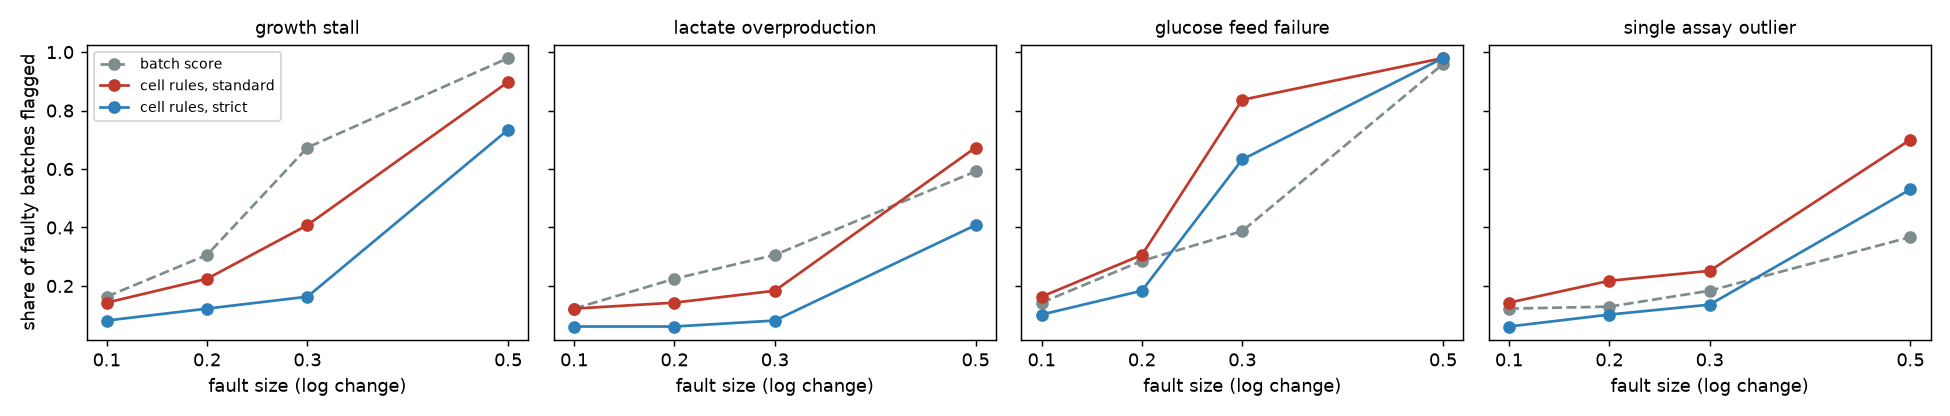 growth stall
lactate overproduction
glucose feed failure
single assay outlier
share of faulty batches flagged
1.0
0.8
0.6
0.4
0.2
batch score
cell rules, standard
cell rules, strict
0.1 0.2 0.3 0.5
0.1 0.2 0.3 0.5
0.1 0.2 0.3 0.5
0.1 0.2 0.3 0.5
fault size (log change)
fault size (log change)
fault size (log change)
fault size (log change)